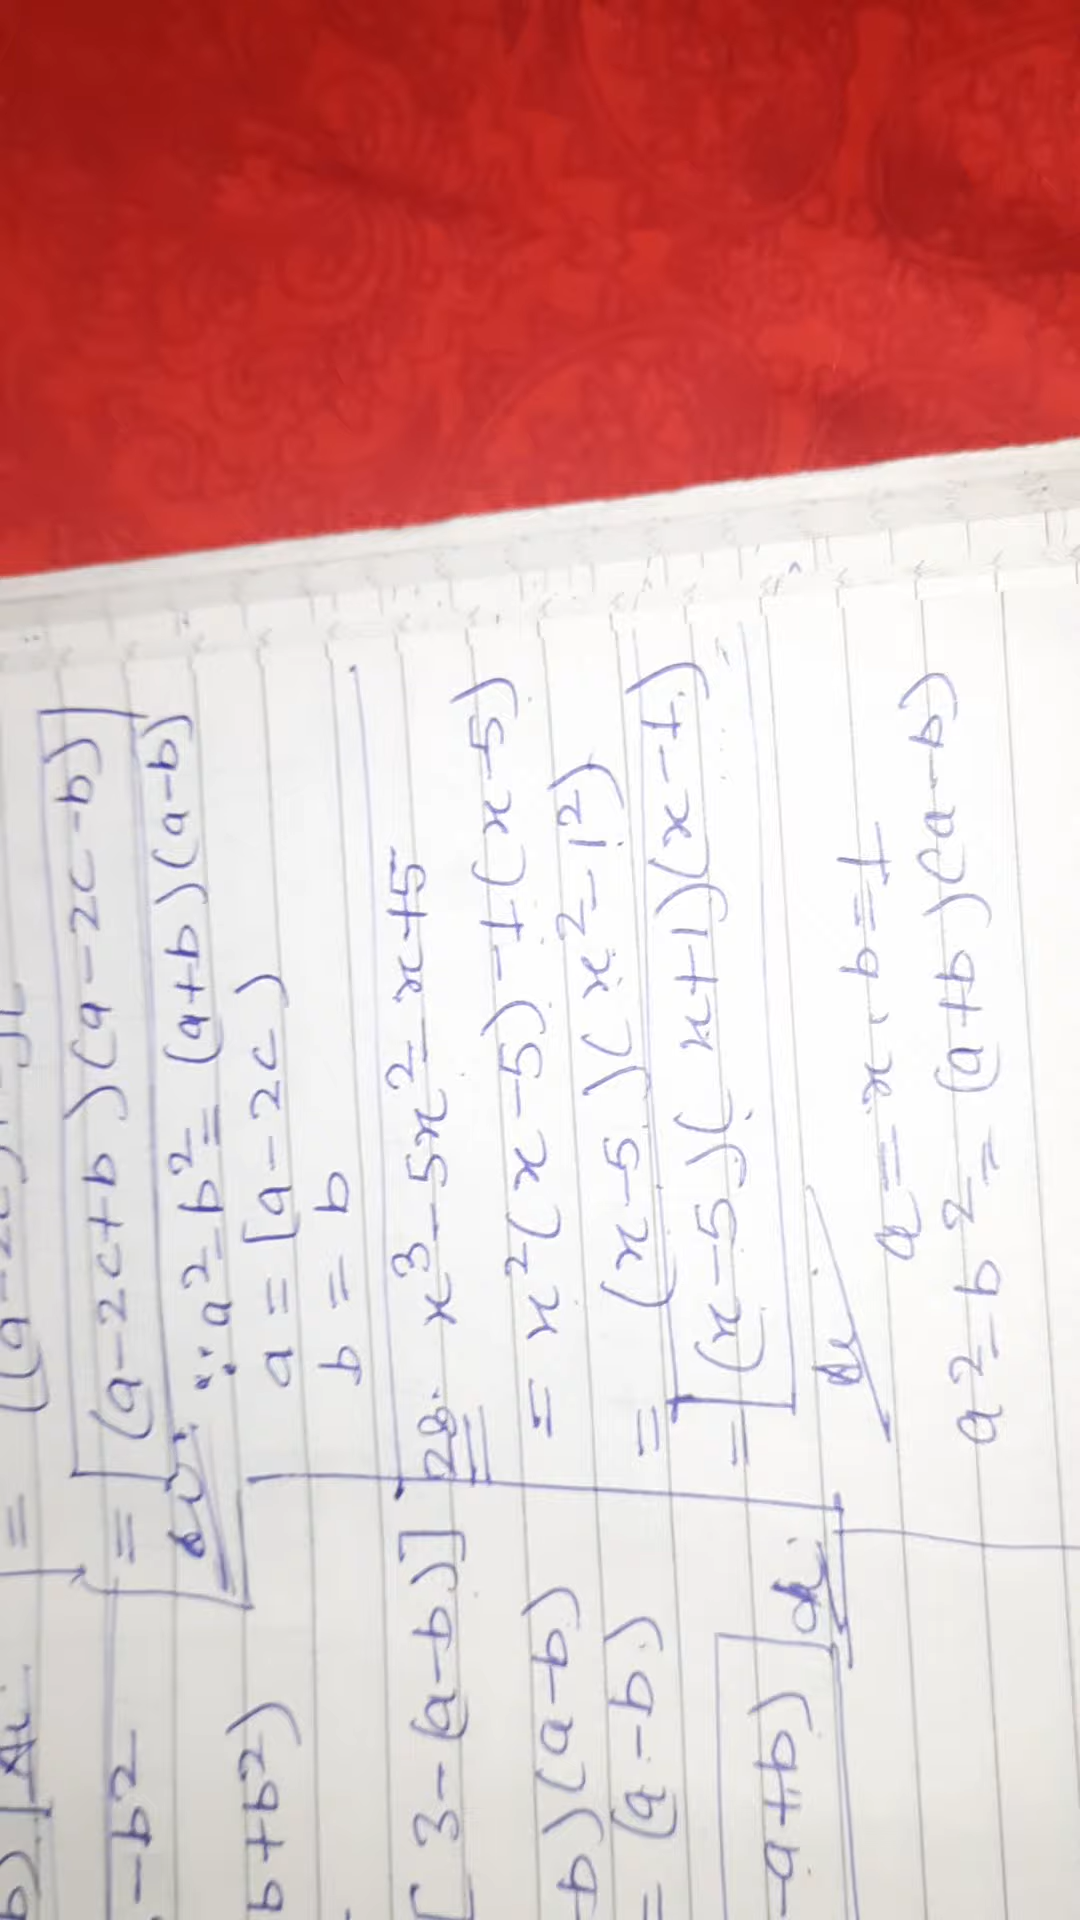 = (a-2c+b)(a-2c-b)
∵ a²-b² = (a+b)(a-b)
a = [a-2c)
b = b
28. x³-5x²-x+5
= x²(x-5)-1(x-5)
= (x-5)(x²-1²)
= (x-5)(x+1)(x-1)
a = x, b = 1
a²-b² = (a+b)(a-b)
-b²
b+b²)
[3-(a-b)]
b)(a-b)
= (a-b)
-a+b)